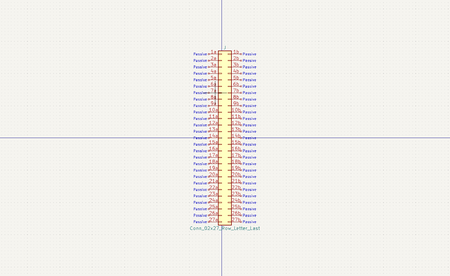 J
Passive 1a 1b Passive
Passive 2a 2b Passive
Passive 3a 3b Passive
Passive 4a 4b Passive
Passive 5a 5b Passive
Passive 6a 6b Passive
Passive 7a 7b Passive
Passive 8a 8b Passive
Passive 9a 9b Passive
Passive 10a 10b Passive
Passive 11a 11b Passive
Passive 12a 12b Passive
Passive 13a 13b Passive
Passive 14a 14b Passive
Passive 15a 15b Passive
Passive 16a 16b Passive
Passive 17a 17b Passive
Passive 18a 18b Passive
Passive 19a 19b Passive
Passive 20a 20b Passive
Passive 21a 21b Passive
Passive 22a 22b Passive
Passive 23a 23b Passive
Passive 24a 24b Passive
Passive 25a 25b Passive
Passive 26a 26b Passive
Passive 27a 27b Passive
Conn_02x27_Row_Letter_Last